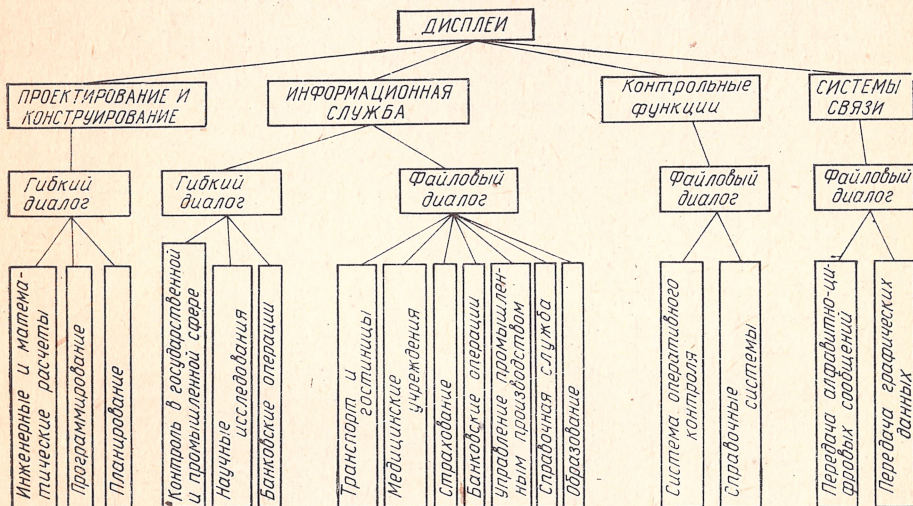 ДИСПЛЕИ
ПРОЕКТИРОВАНИЕ И
КОНСТРУИРОВАНИЕ
ИНФОРМАЦИОННАЯ
СЛУЖБА
Контрольные
функции
СИСТЕМЫ
СВЯЗИ
Гибкий
диалог
Гибкий
диалог
Файловый
диалог
Файловый
диалог
Файловый
диалог
Инженерные и матема-
тические расчеты
Программирование
Планирование
Контроль в государственной
и промышленной сфере
Научные
исследования
Банковские операции
Транспорт и
гостиницы
Медицинские
учреждения
Страхование
Банковские операции
Управление промышлен-
ным производством
Справочная служба
Образование
Система оперативного
контроля
Справочные
системы
Передача алфавитно-ци-
фровых сообщений
Передача графических
данных